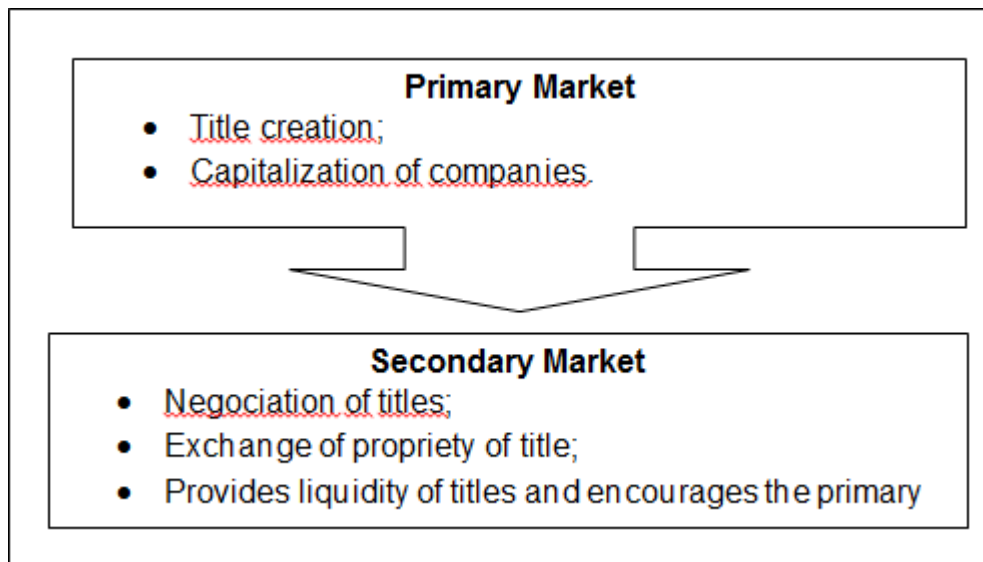 Primary Market
• Title creation;
• Capitalization of companies.
Secondary Market
• Negociation of titles;
• Exchange of propriety of title;
• Provides liquidity of titles and encourages the primary